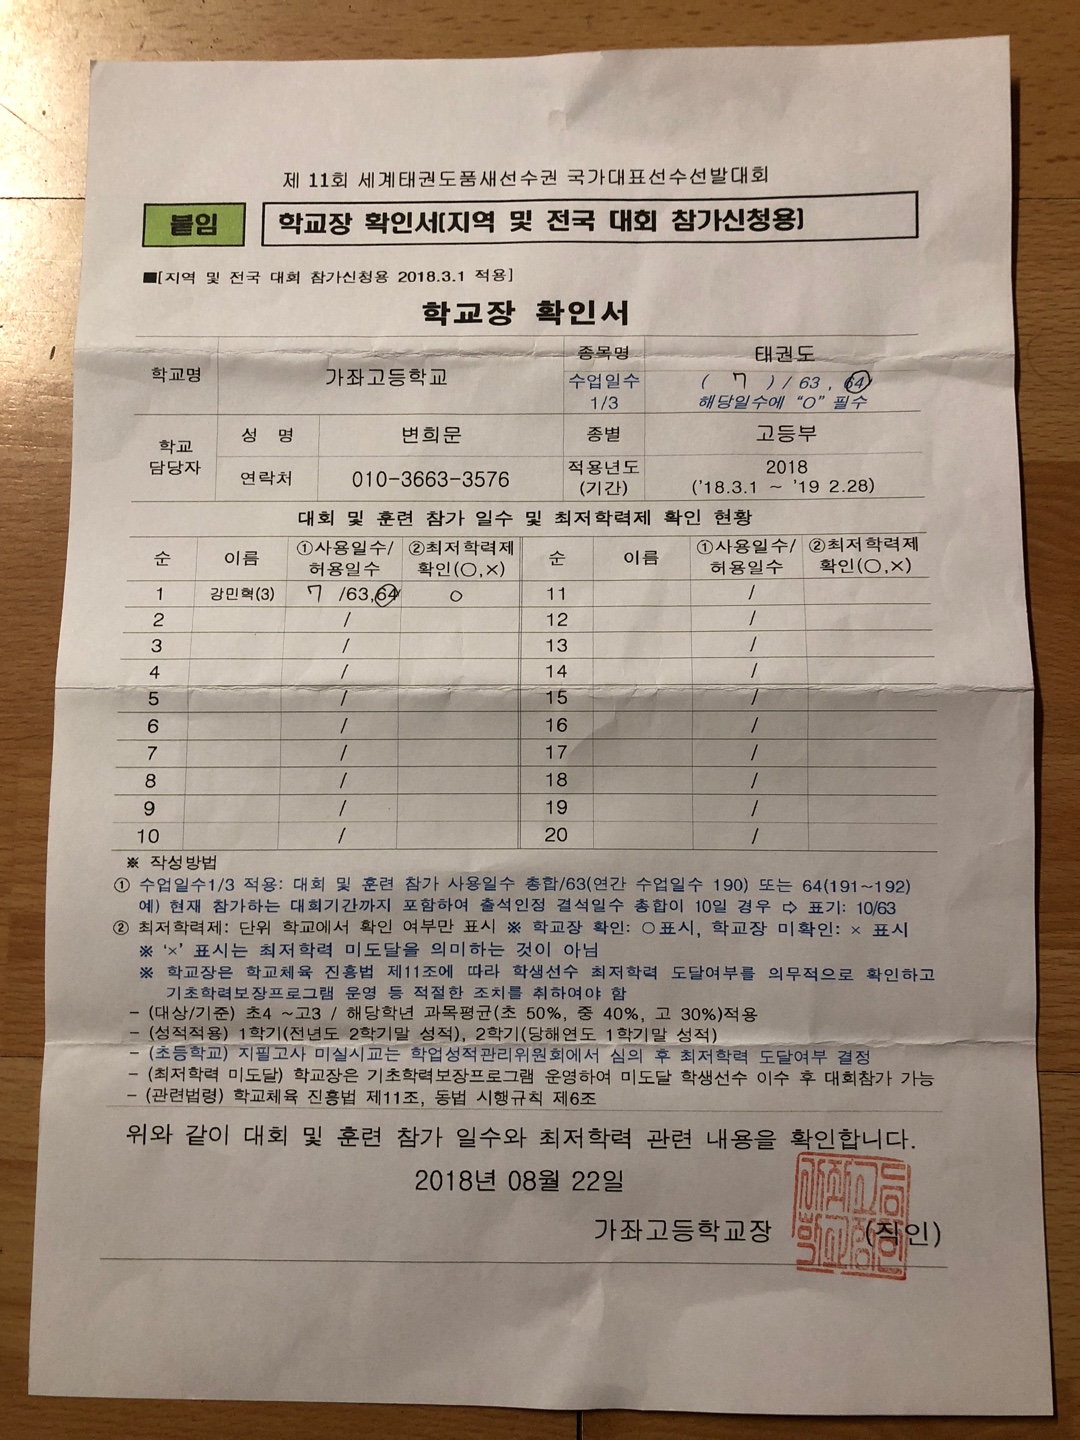 제 11회 세계태권도품새선수권 국가대표선수선발대회
붙임 학교장 확인서(지역 및 전국 대회 참가신청용)
■[지역 및 전국 대회 참가신청용 2018.3.1 적용]
학교장 확인서
학교명 가좌고등학교 종목명 태권도
수업일수 1/3 ( 7 ) / 63 , 64 해당일수에 “O” 필수
학교 담당자 성 명 변희문 종별 고등부
연락처 010-3663-3576 적용년도 (기간) 2018 ('18.3.1 ~ '19 2.28)
대회 및 훈련 참가 일수 및 최저학력제 확인 현황
순 이름 ①사용일수/허용일수 ②최저학력제 확인(○,×) 순 이름 ①사용일수/허용일수 ②최저학력제 확인(○,×)
1 강민혁(3) 7 /63,64 ○ 11 /
2 / 12 /
3 / 13 /
4 / 14 /
5 / 15 /
6 / 16 /
7 / 17 /
8 / 18 /
9 / 19 /
10 / 20 /
※ 작성방법
① 수업일수1/3 적용: 대회 및 훈련 참가 사용일수 총합/63(연간 수업일수 190) 또는 64(191~192)
예) 현재 참가하는 대회기간까지 포함하여 출석인정 결석일수 총합이 10일 경우 ⇨ 표기: 10/63
② 최저학력제: 단위 학교에서 확인 여부만 표시 ※ 학교장 확인: ○표시, 학교장 미확인: × 표시
※ ‘×’ 표시는 최저학력 미도달을 의미하는 것이 아님
※ 학교장은 학교체육 진흥법 제11조에 따라 학생선수 최저학력 도달여부를 의무적으로 확인하고
기초학력보장프로그램 운영 등 적절한 조치를 취하여야 함
- (대상/기준) 초4 ~고3 / 해당학년 과목평균(초 50%, 중 40%, 고 30%)적용
- (성적적용) 1학기(전년도 2학기말 성적), 2학기(당해연도 1학기말 성적)
- (초등학교) 지필고사 미실시교는 학업성적관리위원회에서 심의 후 최저학력 도달여부 결정
- (최저학력 미도달) 학교장은 기초학력보장프로그램 운영하여 미도달 학생선수 이수 후 대회참가 가능
- (관련법령) 학교체육 진흥법 제11조, 동법 시행규칙 제6조
위와 같이 대회 및 훈련 참가 일수와 최저학력 관련 내용을 확인합니다.
2018년 08월 22일
가좌고등학교장 (직인)
가좌고등학교장인